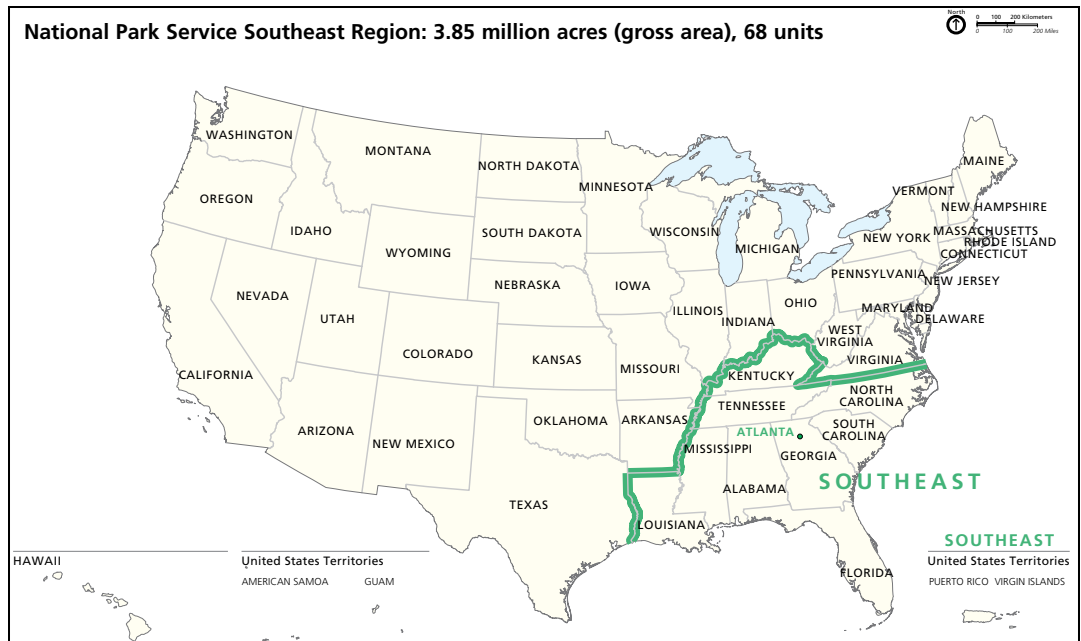 National Park Service Southeast Region: 3.85 million acres (gross area), 68 units
North
0 100 200 Kilometers
0 100 200 Miles
WASHINGTON
MONTANA
NORTH DAKOTA
MINNESOTA
MAINE
VERMONT
NEW HAMPSHIRE
OREGON
IDAHO
WYOMING
SOUTH DAKOTA
WISCONSIN
MICHIGAN
NEW YORK
MASSACHUSETTS
RHODE ISLAND
CONNECTICUT
NEVADA
UTAH
NEBRASKA
IOWA
ILLINOIS
INDIANA
OHIO
PENNSYLVANIA
NEW JERSEY
MARYLAND
DELAWARE
WEST
VIRGINIA
VIRGINIA
CALIFORNIA
COLORADO
KANSAS
MISSOURI
KENTUCKY
NORTH
CAROLINA
ARIZONA
NEW MEXICO
OKLAHOMA
ARKANSAS
TENNESSEE
SOUTH
CAROLINA
ATLANTA
MISSISSIPPI
GEORGIA
ALABAMA
SOUTHEAST
TEXAS
LOUISIANA
FLORIDA
HAWAII
United States Territories
AMERICAN SAMOA GUAM
SOUTHEAST
United States Territories
PUERTO RICO VIRGIN ISLANDS